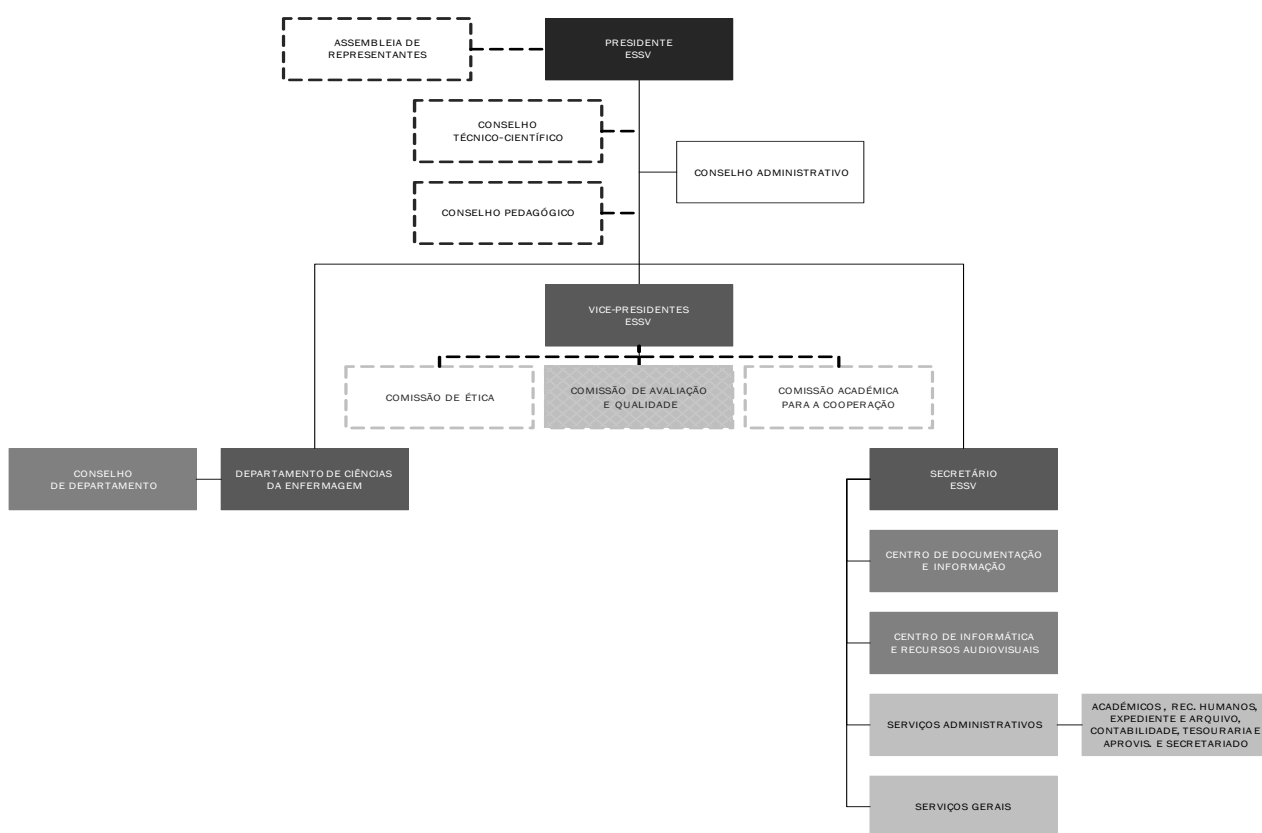 ASSEMBLEIA DE
REPRESENTANTES
PRESIDENTE
ESSV
CONSELHO
TÉCNICO-CIENTÍFICO
CONSELHO ADMINISTRATIVO
CONSELHO PEDAGÓGICO
VICE-PRESIDENTES
ESSV
COMISSÃO DE ÉTICA
COMISSÃO DE AVALIAÇÃO
E QUALIDADE
COMISSÃO ACADÉMICA
PARA A COOPERAÇÃO
CONSELHO
DE DEPARTAMENTO
DEPARTAMENTO DE CIÊNCIAS
DA ENFERMAGEM
SECRETÁRIO
ESSV
CENTRO DE DOCUMENTAÇÃO
E INFORMAÇÃO
CENTRO DE INFORMÁTICA
E RECURSOS AUDIOVISUAIS
SERVIÇOS ADMINISTRATIVOS
ACADÉMICOS, REC. HUMANOS,
EXPEDIENTE E ARQUIVO,
CONTABILIDADE, TESOURARIA E
APROVIS. E SECRETARIADO
SERVIÇOS GERAIS